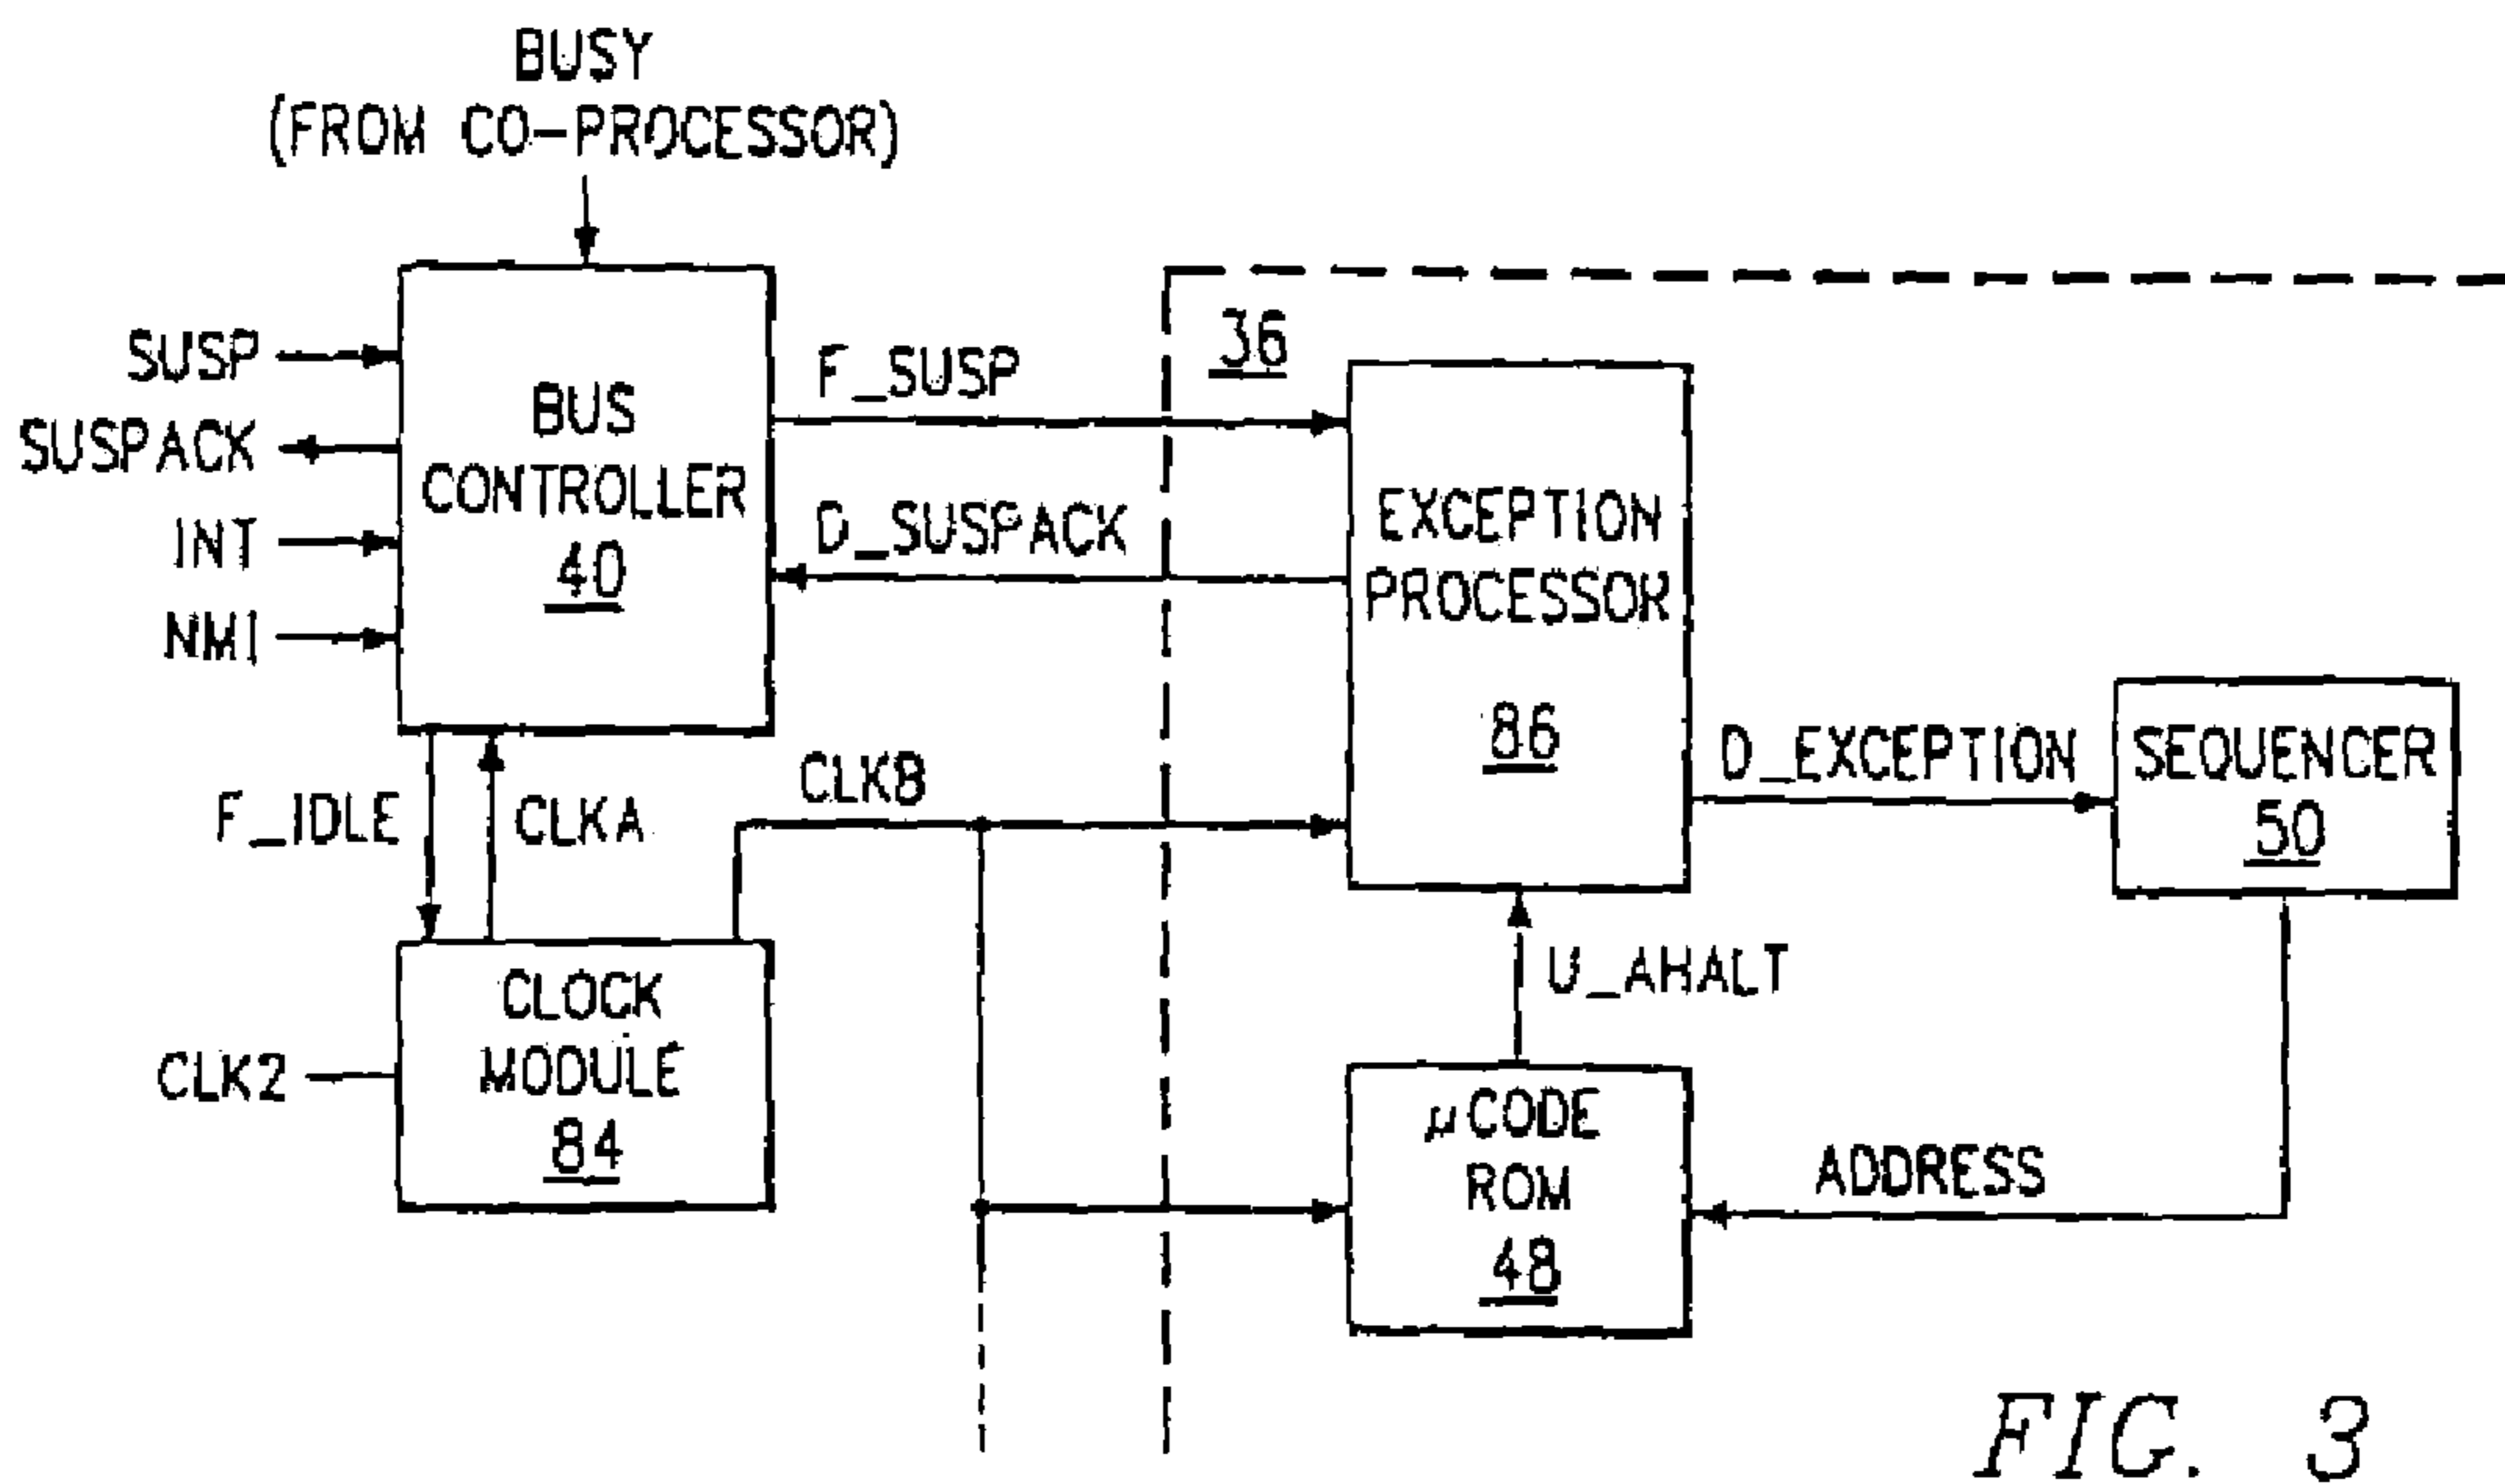 BUSY
(FROM CO-PROCESSOR)
SUSP
SUSPACK
INT
NMI
BUS
CONTROLLER
40
F_SUSP
D_SUSPACK
36
EXCEPTION
PROCESSOR
86
D_EXCEPTION
SEQUENCER
50
F_IDLE
CLKA
CLKB
CLK2
CLOCK
MODULE
84
U_AHALT
μCODE
ROM
48
ADDRESS
FIG. 3